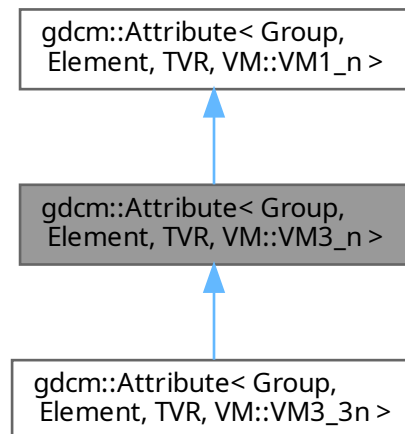 gdcm::Attribute< Group,
Element, TVR, VM::VM1_n >
gdcm::Attribute< Group,
Element, TVR, VM::VM3_n >
gdcm::Attribute< Group,
Element, TVR, VM::VM3_3n >